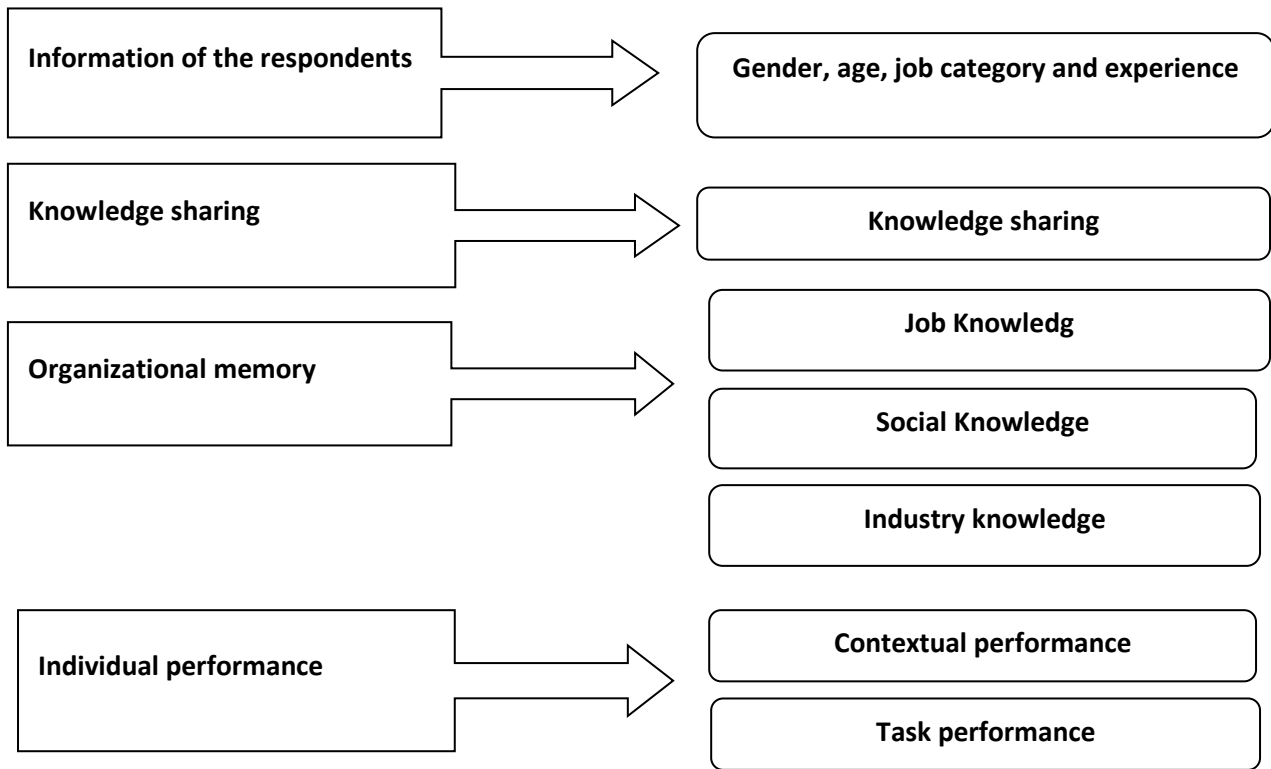 Information of the respondents
Gender, age, job category and experience
Knowledge sharing
Knowledge sharing
Organizational memory
Job Knowledg
Social Knowledge
Industry knowledge
Individual performance
Contextual performance
Task performance